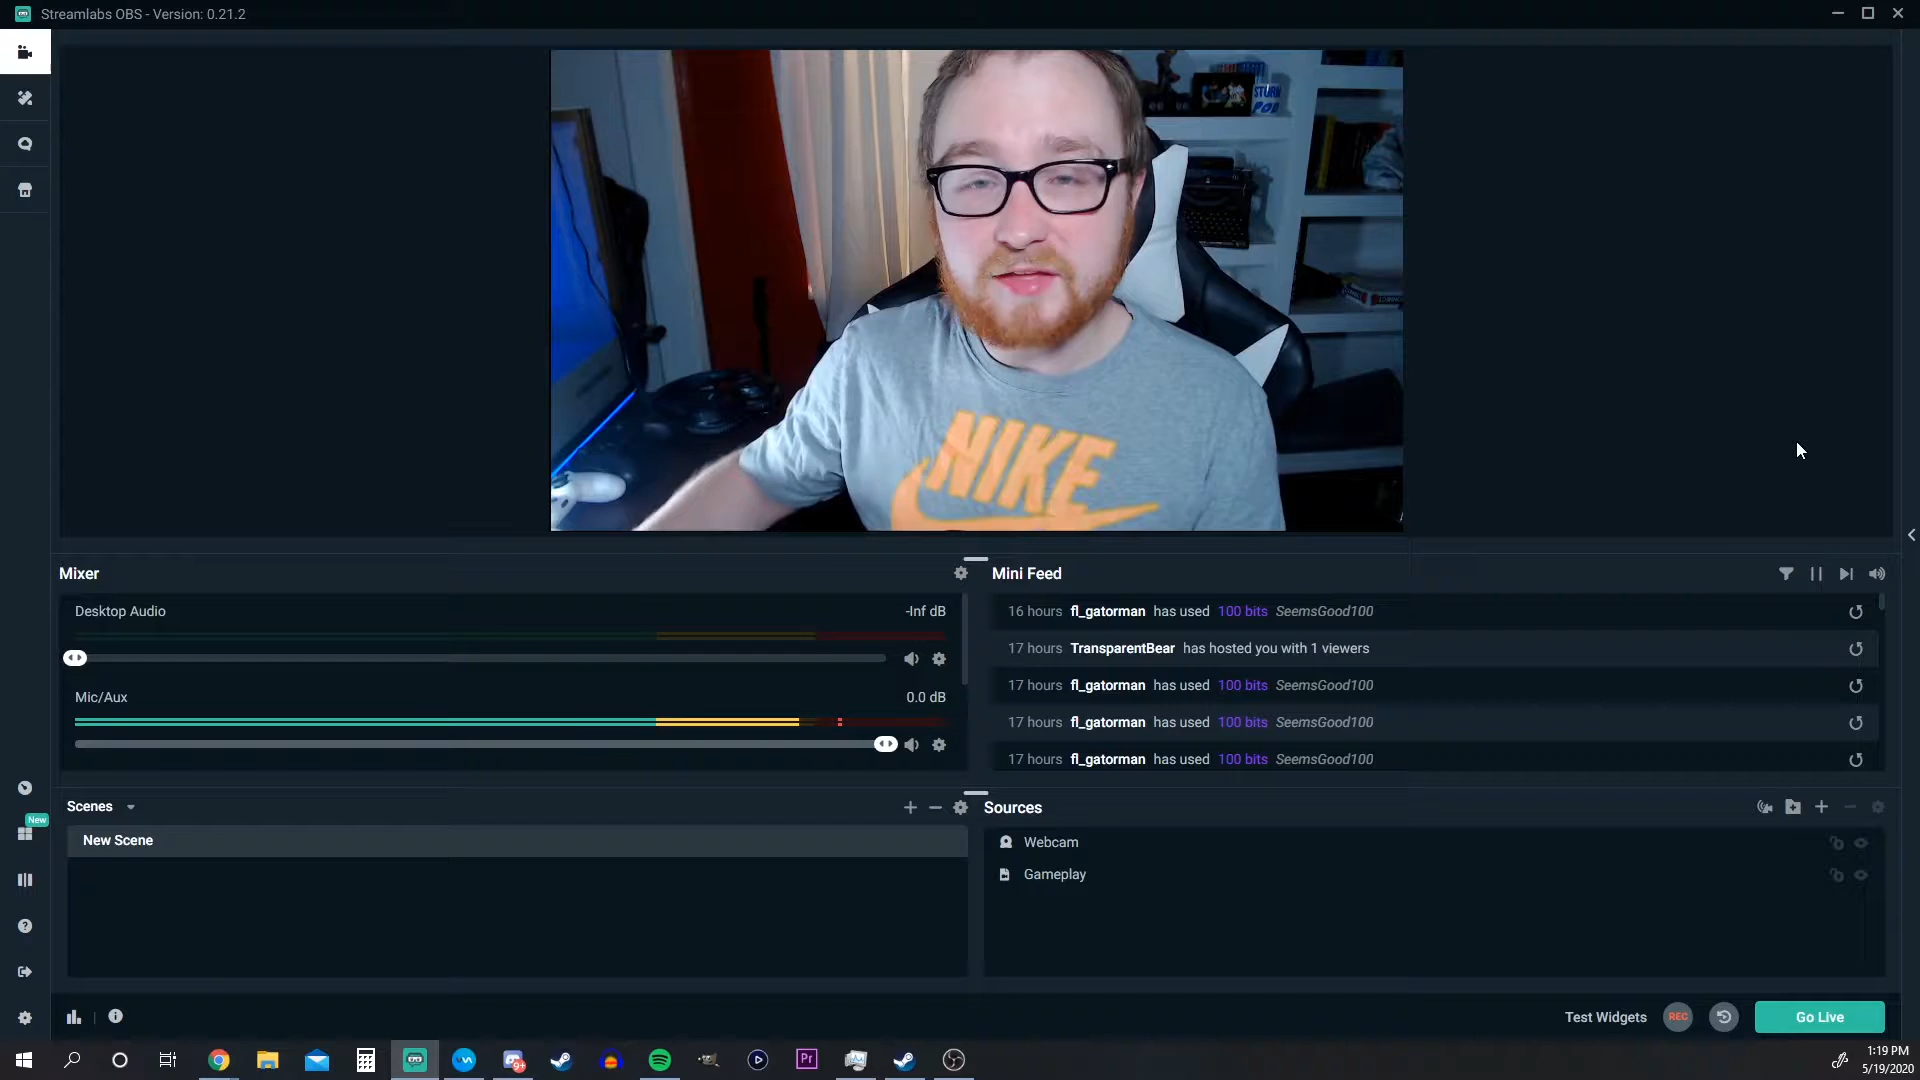 Streamlabs OBS - Version: 0.21.2
STURK
POD
NIKE
Mixer
Desktop Audio
-Inf dB
Mic/Aux
0.0 dB
Mini Feed
16 hours fl_gatorman has used 100 bits SeemsGood100
17 hours TransparentBear has hosted you with 1 viewers
17 hours fl_gatorman has used 100 bits SeemsGood100
17 hours fl_gatorman has used 100 bits SeemsGood100
17 hours fl_gatorman has used 100 bits SeemsGood100
New
Scenes
New Scene
Sources
Webcam
Gameplay
Test Widgets
REC
Go Live
9+
Pr
1:19 PM
5/19/2020